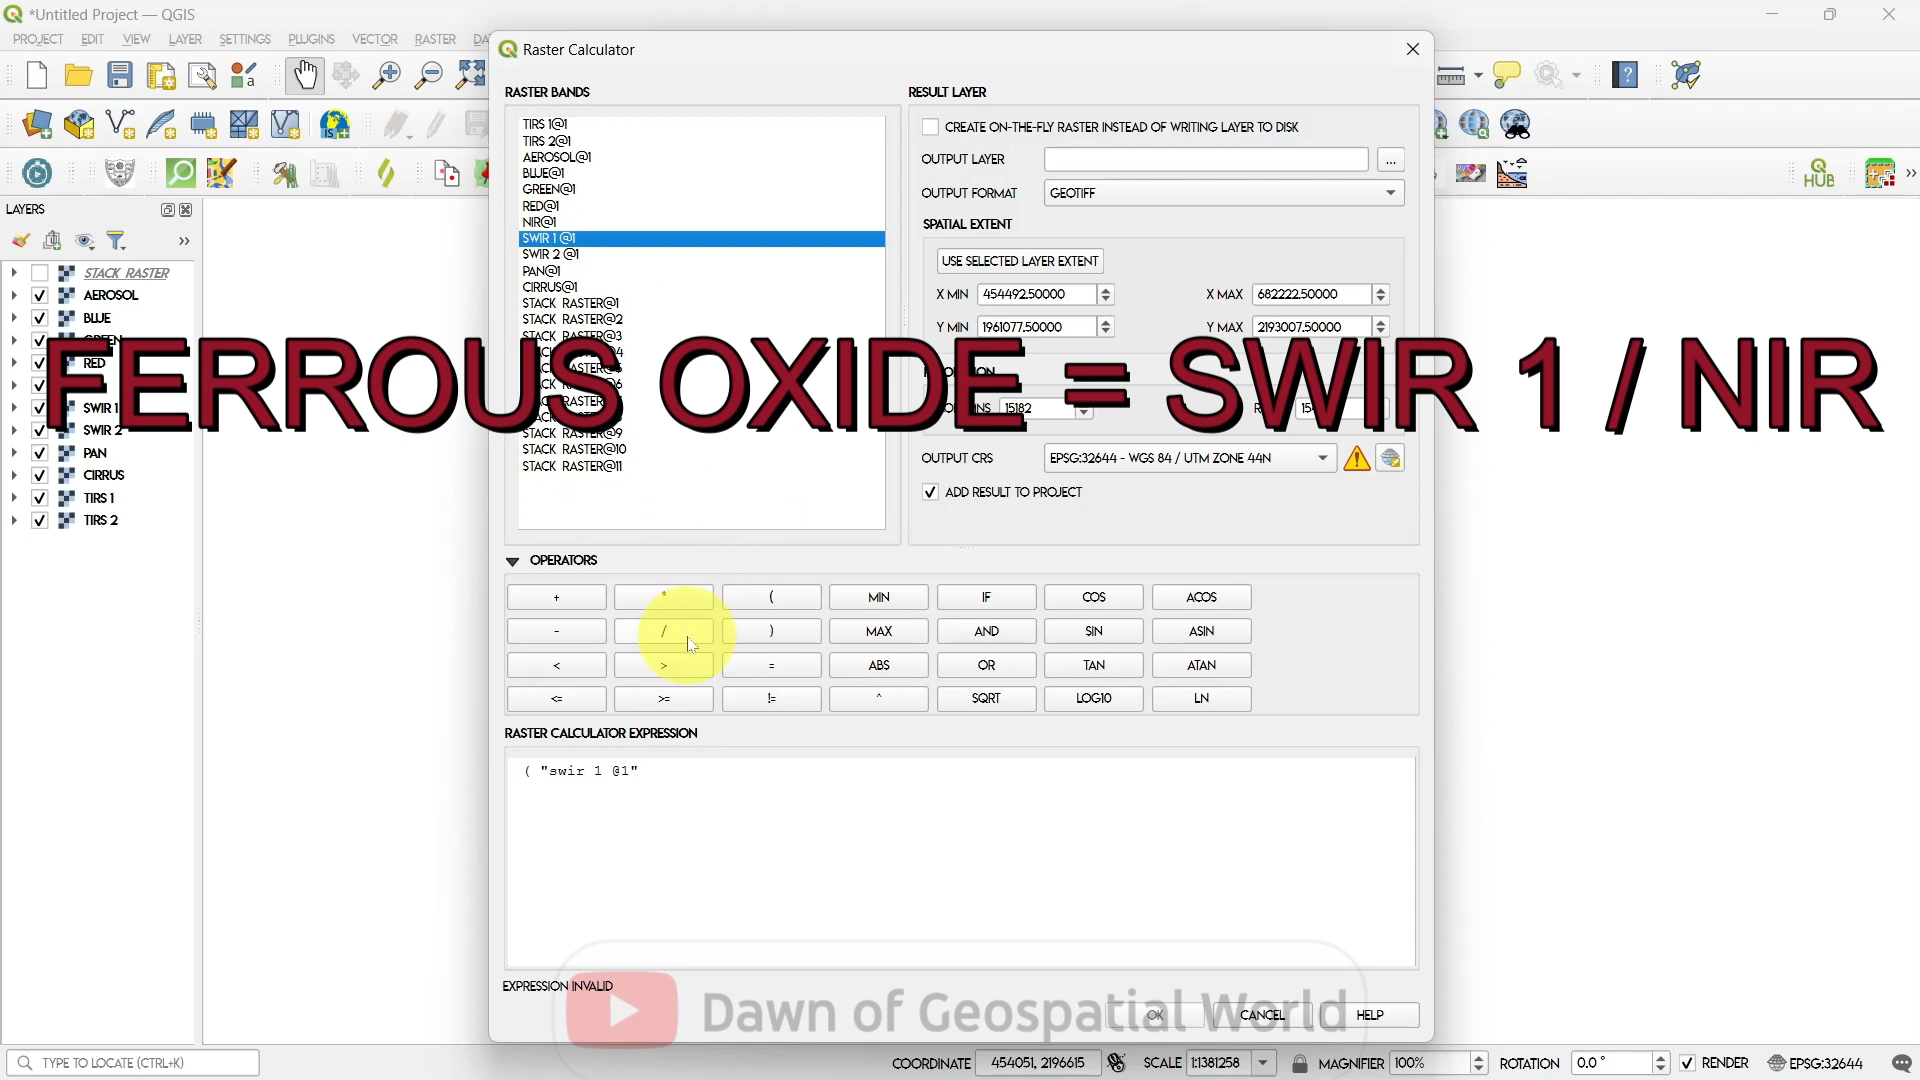 *Untitled Project — QGIS
PROJECT EDIT VIEW LAYER SETTINGS PLUGINS VECTOR RASTER
Raster Calculator
RASTER BANDS
TIRS 1@1
TIRS 2@1
AEROSOL@1
BLUE@1
GREEN@1
RED@1
NIR@1
SWIR 1 @1
SWIR 2 @1
PAN@1
CIRRUS@1
STACK RASTER@1
STACK RASTER@2
STACK RASTER@3
STACK RASTER@9
STACK RASTER@10
STACK RASTER@11
RESULT LAYER
CREATE ON-THE-FLY RASTER INSTEAD OF WRITING LAYER TO DISK
OUTPUT LAYER ...
OUTPUT FORMAT GEOTIFF
SPATIAL EXTENT
USE SELECTED LAYER EXTENT
X MIN 454492.50000 X MAX 682222.50000
Y MIN 1961077.50000 Y MAX 2193007.50000
15182
OUTPUT CRS EPSG:32644 - WGS 84 / UTM ZONE 44N
ADD RESULT TO PROJECT
FERROUS OXIDE = SWIR 1 / NIR
LAYERS
STACK RASTER
AEROSOL
BLUE
GREEN
RED
SWIR 1
SWIR 2
PAN
CIRRUS
TIRS 1
TIRS 2
HUB
OPERATORS
+ * ( MIN IF COS ACOS
- / ) MAX AND SIN ASIN
< > = ABS OR TAN ATAN
<= >= != ^ SQRT LOG10 LN
RASTER CALCULATOR EXPRESSION
( "swir 1 @1"
EXPRESSION INVALID
Dawn of Geospatial World
OK CANCEL HELP
TYPE TO LOCATE (CTRL+K)
COORDINATE 454051, 2196615 SCALE 1:1381258 MAGNIFIER 100% ROTATION 0.0 ° RENDER EPSG:32644